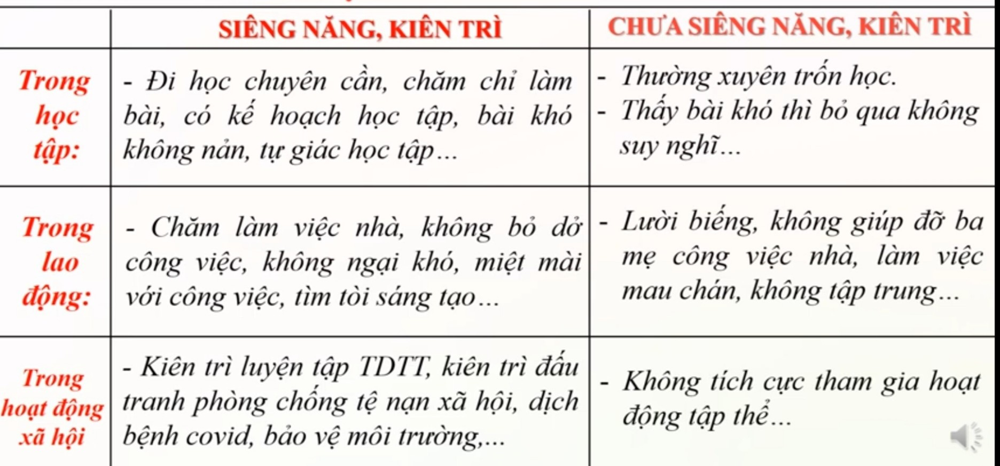 SIÊNG NĂNG, KIÊN TRÌ
CHƯA SIÊNG NĂNG, KIÊN TRÌ
Trong
học
tập:
- Đi học chuyên cần, chăm chỉ làm
bài, có kế hoạch học tập, bài khó
không nản, tự giác học tập...
- Thường xuyên trốn học.
- Thấy bài khó thì bỏ qua không
suy nghĩ...
Trong
lao
động:
- Chăm làm việc nhà, không bỏ dở
công việc, không ngại khó, miệt mài
với công việc, tìm tòi sáng tạo...
- Lười biếng, không giúp đỡ ba
mẹ công việc nhà, làm việc
mau chán, không tập trung...
Trong
hoạt động
xã hội
- Kiên trì luyện tập TDTT, kiên trì đấu
tranh phòng chống tệ nạn xã hội, dịch
bệnh covid, bảo vệ môi trường,...
- Không tích cực tham gia hoạt
động tập thể...